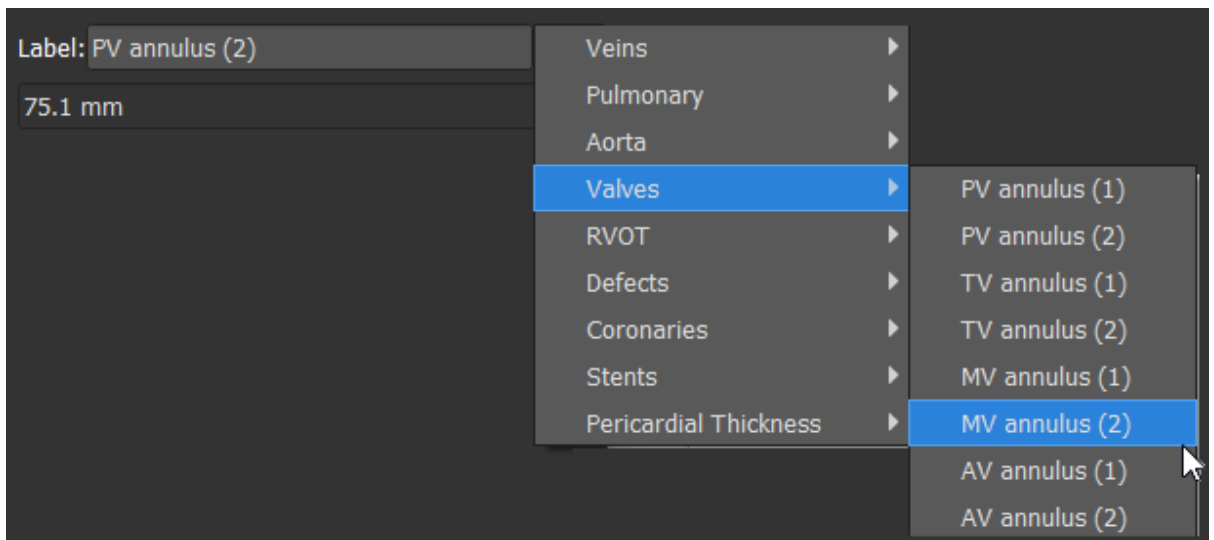 Label: PV annulus (2)
75.1 mm
Veins
Pulmonary
Aorta
Valves
RVOT
Defects
Coronaries
Stents
Pericardial Thickness
PV annulus (1)
PV annulus (2)
TV annulus (1)
TV annulus (2)
MV annulus (1)
MV annulus (2)
AV annulus (1)
AV annulus (2)